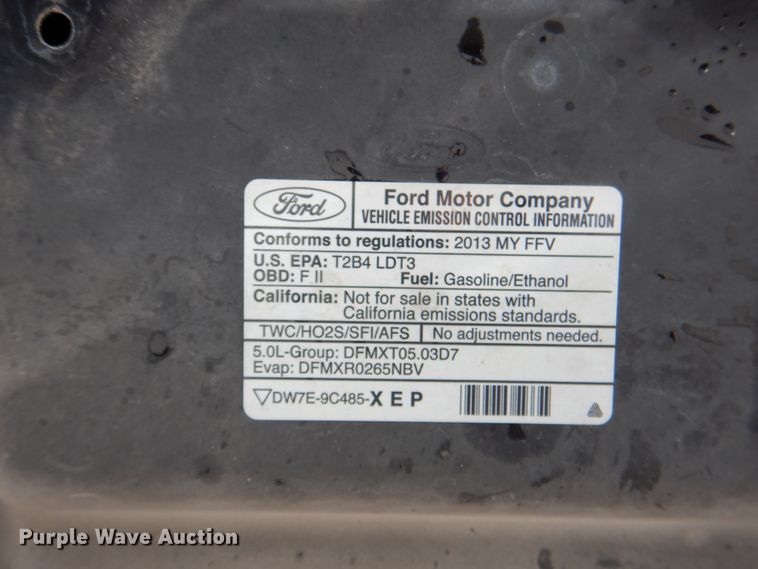 Ford
Ford
Ford Motor Company
VEHICLE EMISSION CONTROL INFORMATION
Conforms to regulations: 2013 MY FFV
U.S. EPA: T2B4 LDT3
OBD: F II Fuel: Gasoline/Ethanol
California: Not for sale in states with
California emissions standards.
TWC/HO2S/SFI/AFS No adjustments needed.
5.0L-Group: DFMXT05.03D7
Evap: DFMXR0265NBV
DW7E-9C485-X E P
Purple Wave Auction